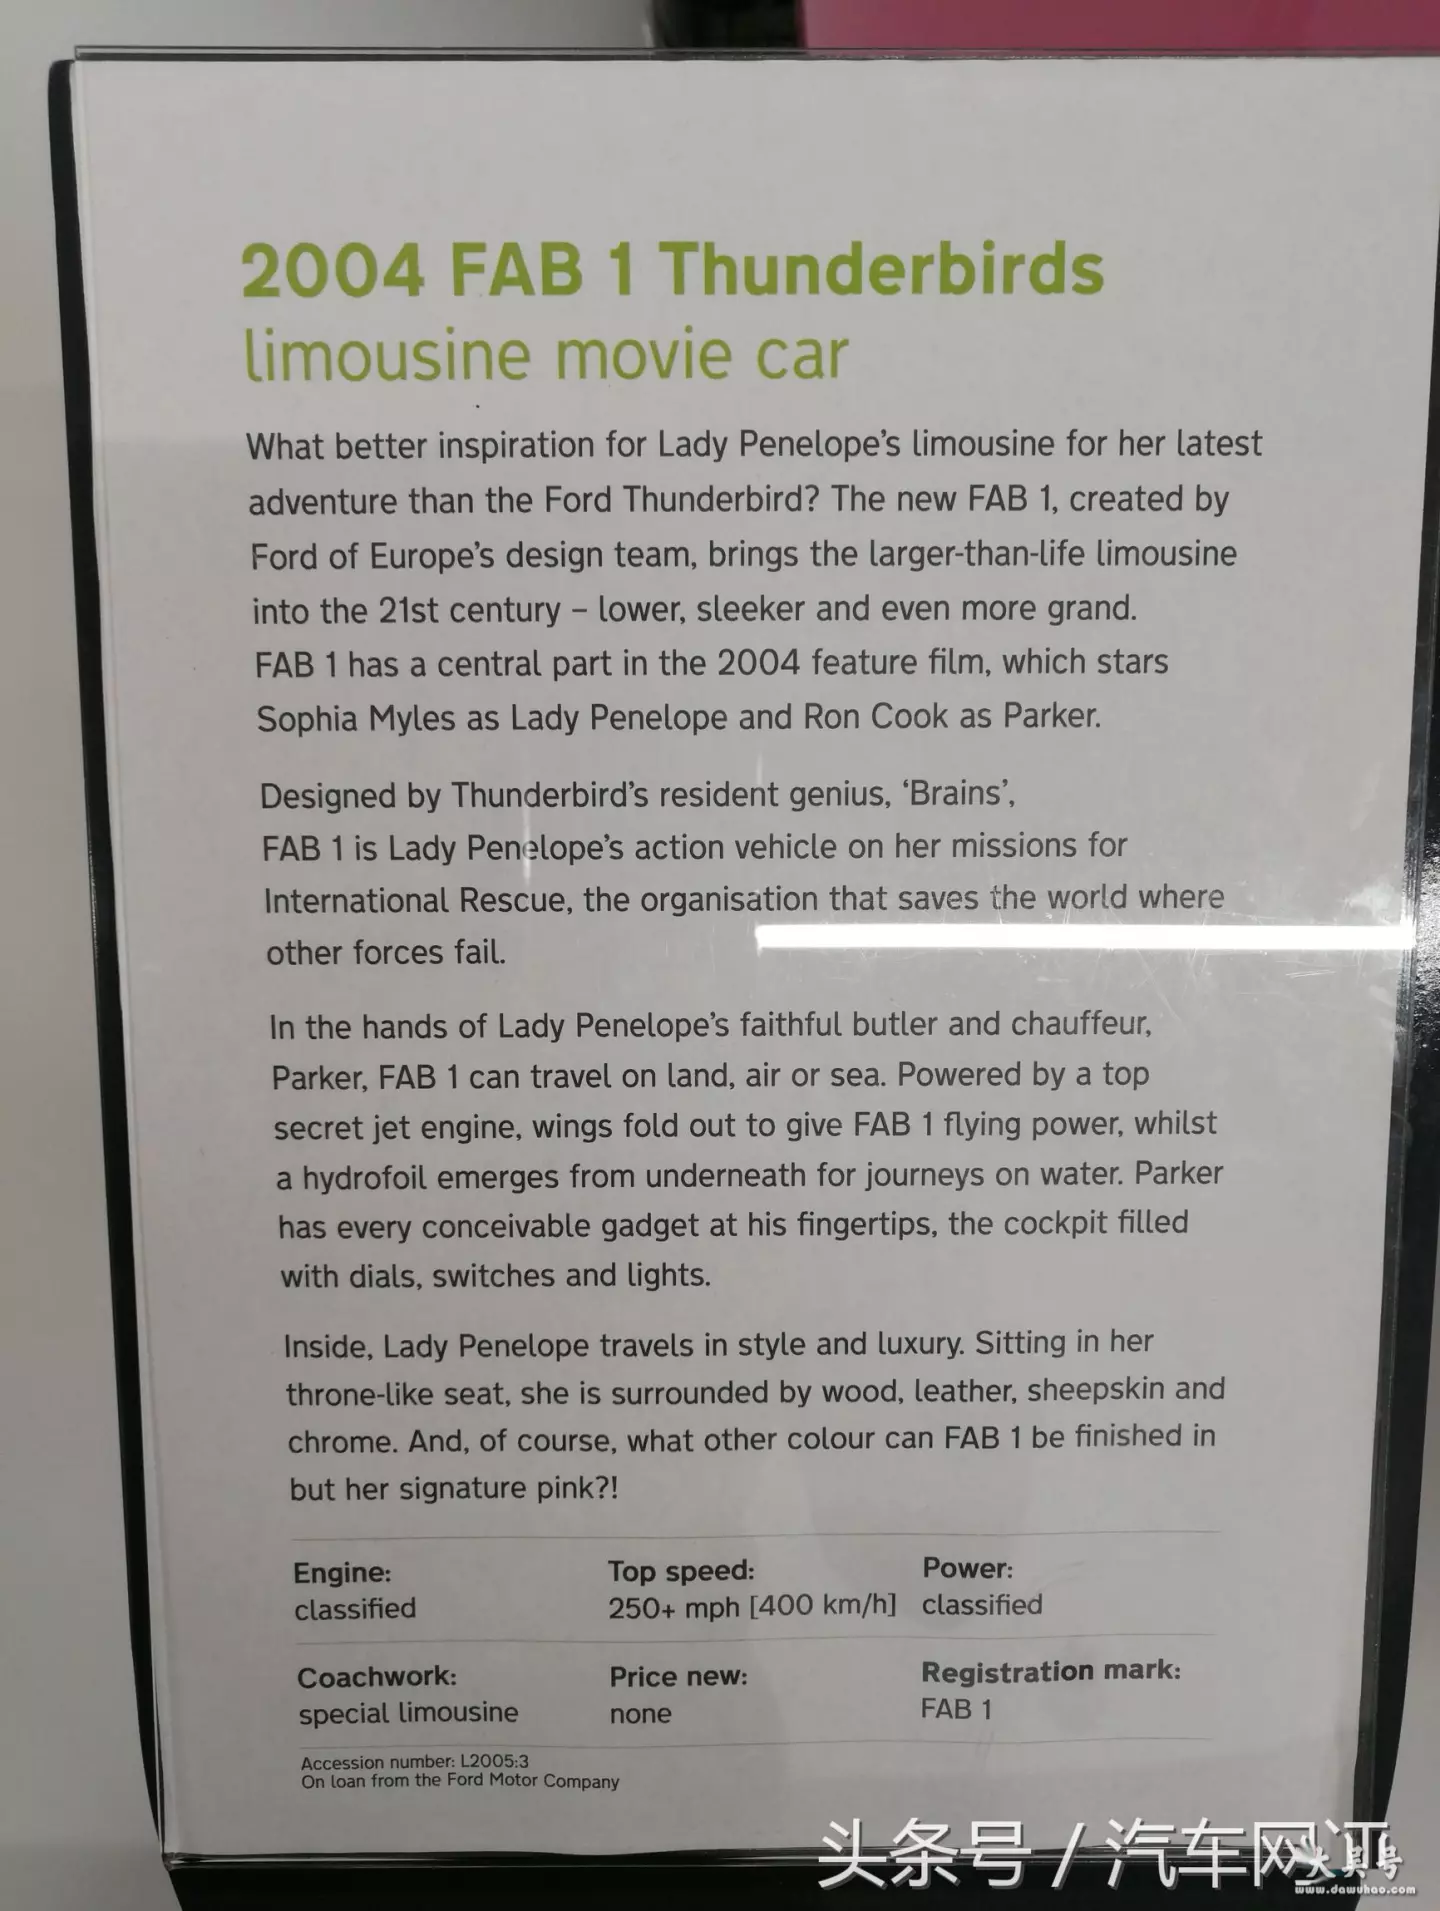 2004 FAB 1 Thunderbirds
limousine movie car
What better inspiration for Lady Penelope's limousine for her latest
adventure than the Ford Thunderbird? The new FAB 1, created by
Ford of Europe's design team, brings the larger-than-life limousine
into the 21st century – lower, sleeker and even more grand.
FAB 1 has a central part in the 2004 feature film, which stars
Sophia Myles as Lady Penelope and Ron Cook as Parker.
Designed by Thunderbird's resident genius, 'Brains',
FAB 1 is Lady Penelope's action vehicle on her missions for
International Rescue, the organisation that saves the world where
other forces fail.
In the hands of Lady Penelope's faithful butler and chauffeur,
Parker, FAB 1 can travel on land, air or sea. Powered by a top
secret jet engine, wings fold out to give FAB 1 flying power, whilst
a hydrofoil emerges from underneath for journeys on water. Parker
has every conceivable gadget at his fingertips, the cockpit filled
with dials, switches and lights.
Inside, Lady Penelope travels in style and luxury. Sitting in her
throne-like seat, she is surrounded by wood, leather, sheepskin and
chrome. And, of course, what other colour can FAB 1 be finished in
but her signature pink?!
Engine: Top speed: Power:
classified 250+ mph [400 km/h] classified
Coachwork: Price new: Registration mark:
special limousine none FAB 1
Accession number: L2005:3
On loan from the Ford Motor Company
头条号 / 汽车网
www.dawuhao.com